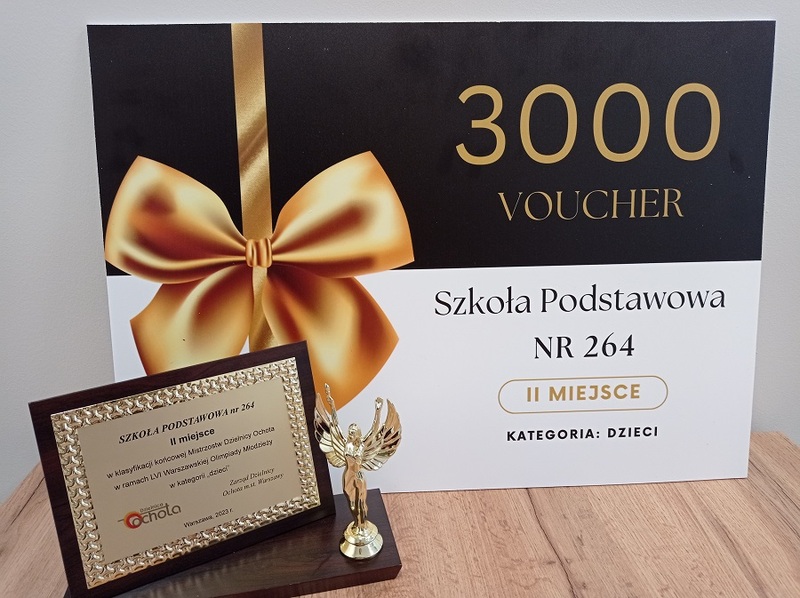 3000
VOUCHER
Szkoła Podstawowa
NR 264
II MIEJSCE
KATEGORIA: DZIECI
SZKOŁA PODSTAWOWA nr 264
II miejsce
w klasyfikacji końcowej Mistrzostw Dzielnicy Ochota
w ramach LVI Warszawskiej Olimpiady Młodzieży
w kategorii „dzieci”
Zarząd Dzielnicy
Ochota m.st. Warszawy
Dzielnica
Ochota
Warszawa, 2023 r.